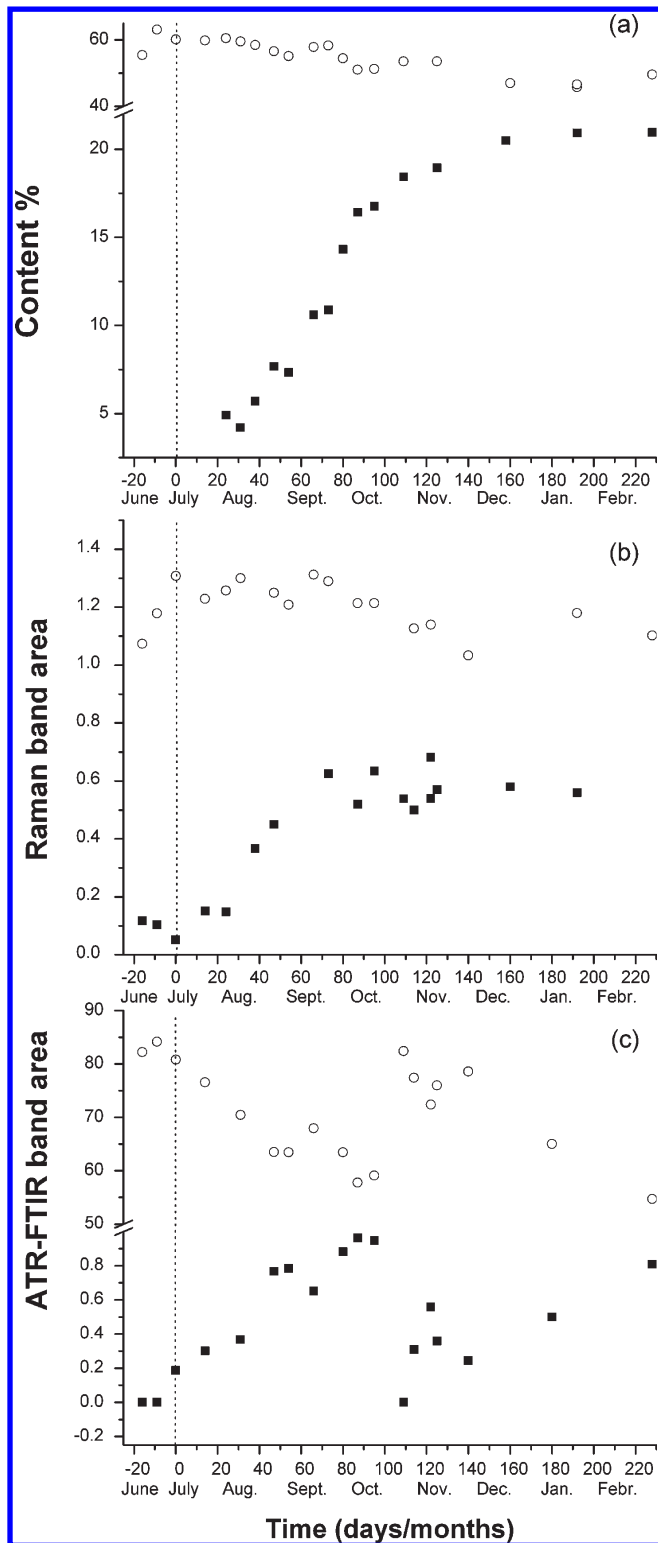 (a)
60
40
20
15
10
5
Content %
-20 0 20 40 60 80 100 120 140 160 180 200 220
June July Aug. Sept. Oct. Nov. Dec. Jan. Febr.
(b)
1.4
1.2
1.0
0.8
0.6
0.4
0.2
0.0
Raman band area
-20 0 20 40 60 80 100 120 140 160 180 200 220
June July Aug. Sept. Oct. Nov. Dec. Jan. Febr.
(c)
90
80
70
60
50
0.8
0.6
0.4
0.2
0.0
-0.2
ATR-FTIR band area
-20 0 20 40 60 80 100 120 140 160 180 200 220
June July Aug. Sept. Oct. Nov. Dec. Jan. Febr.
Time (days/months)